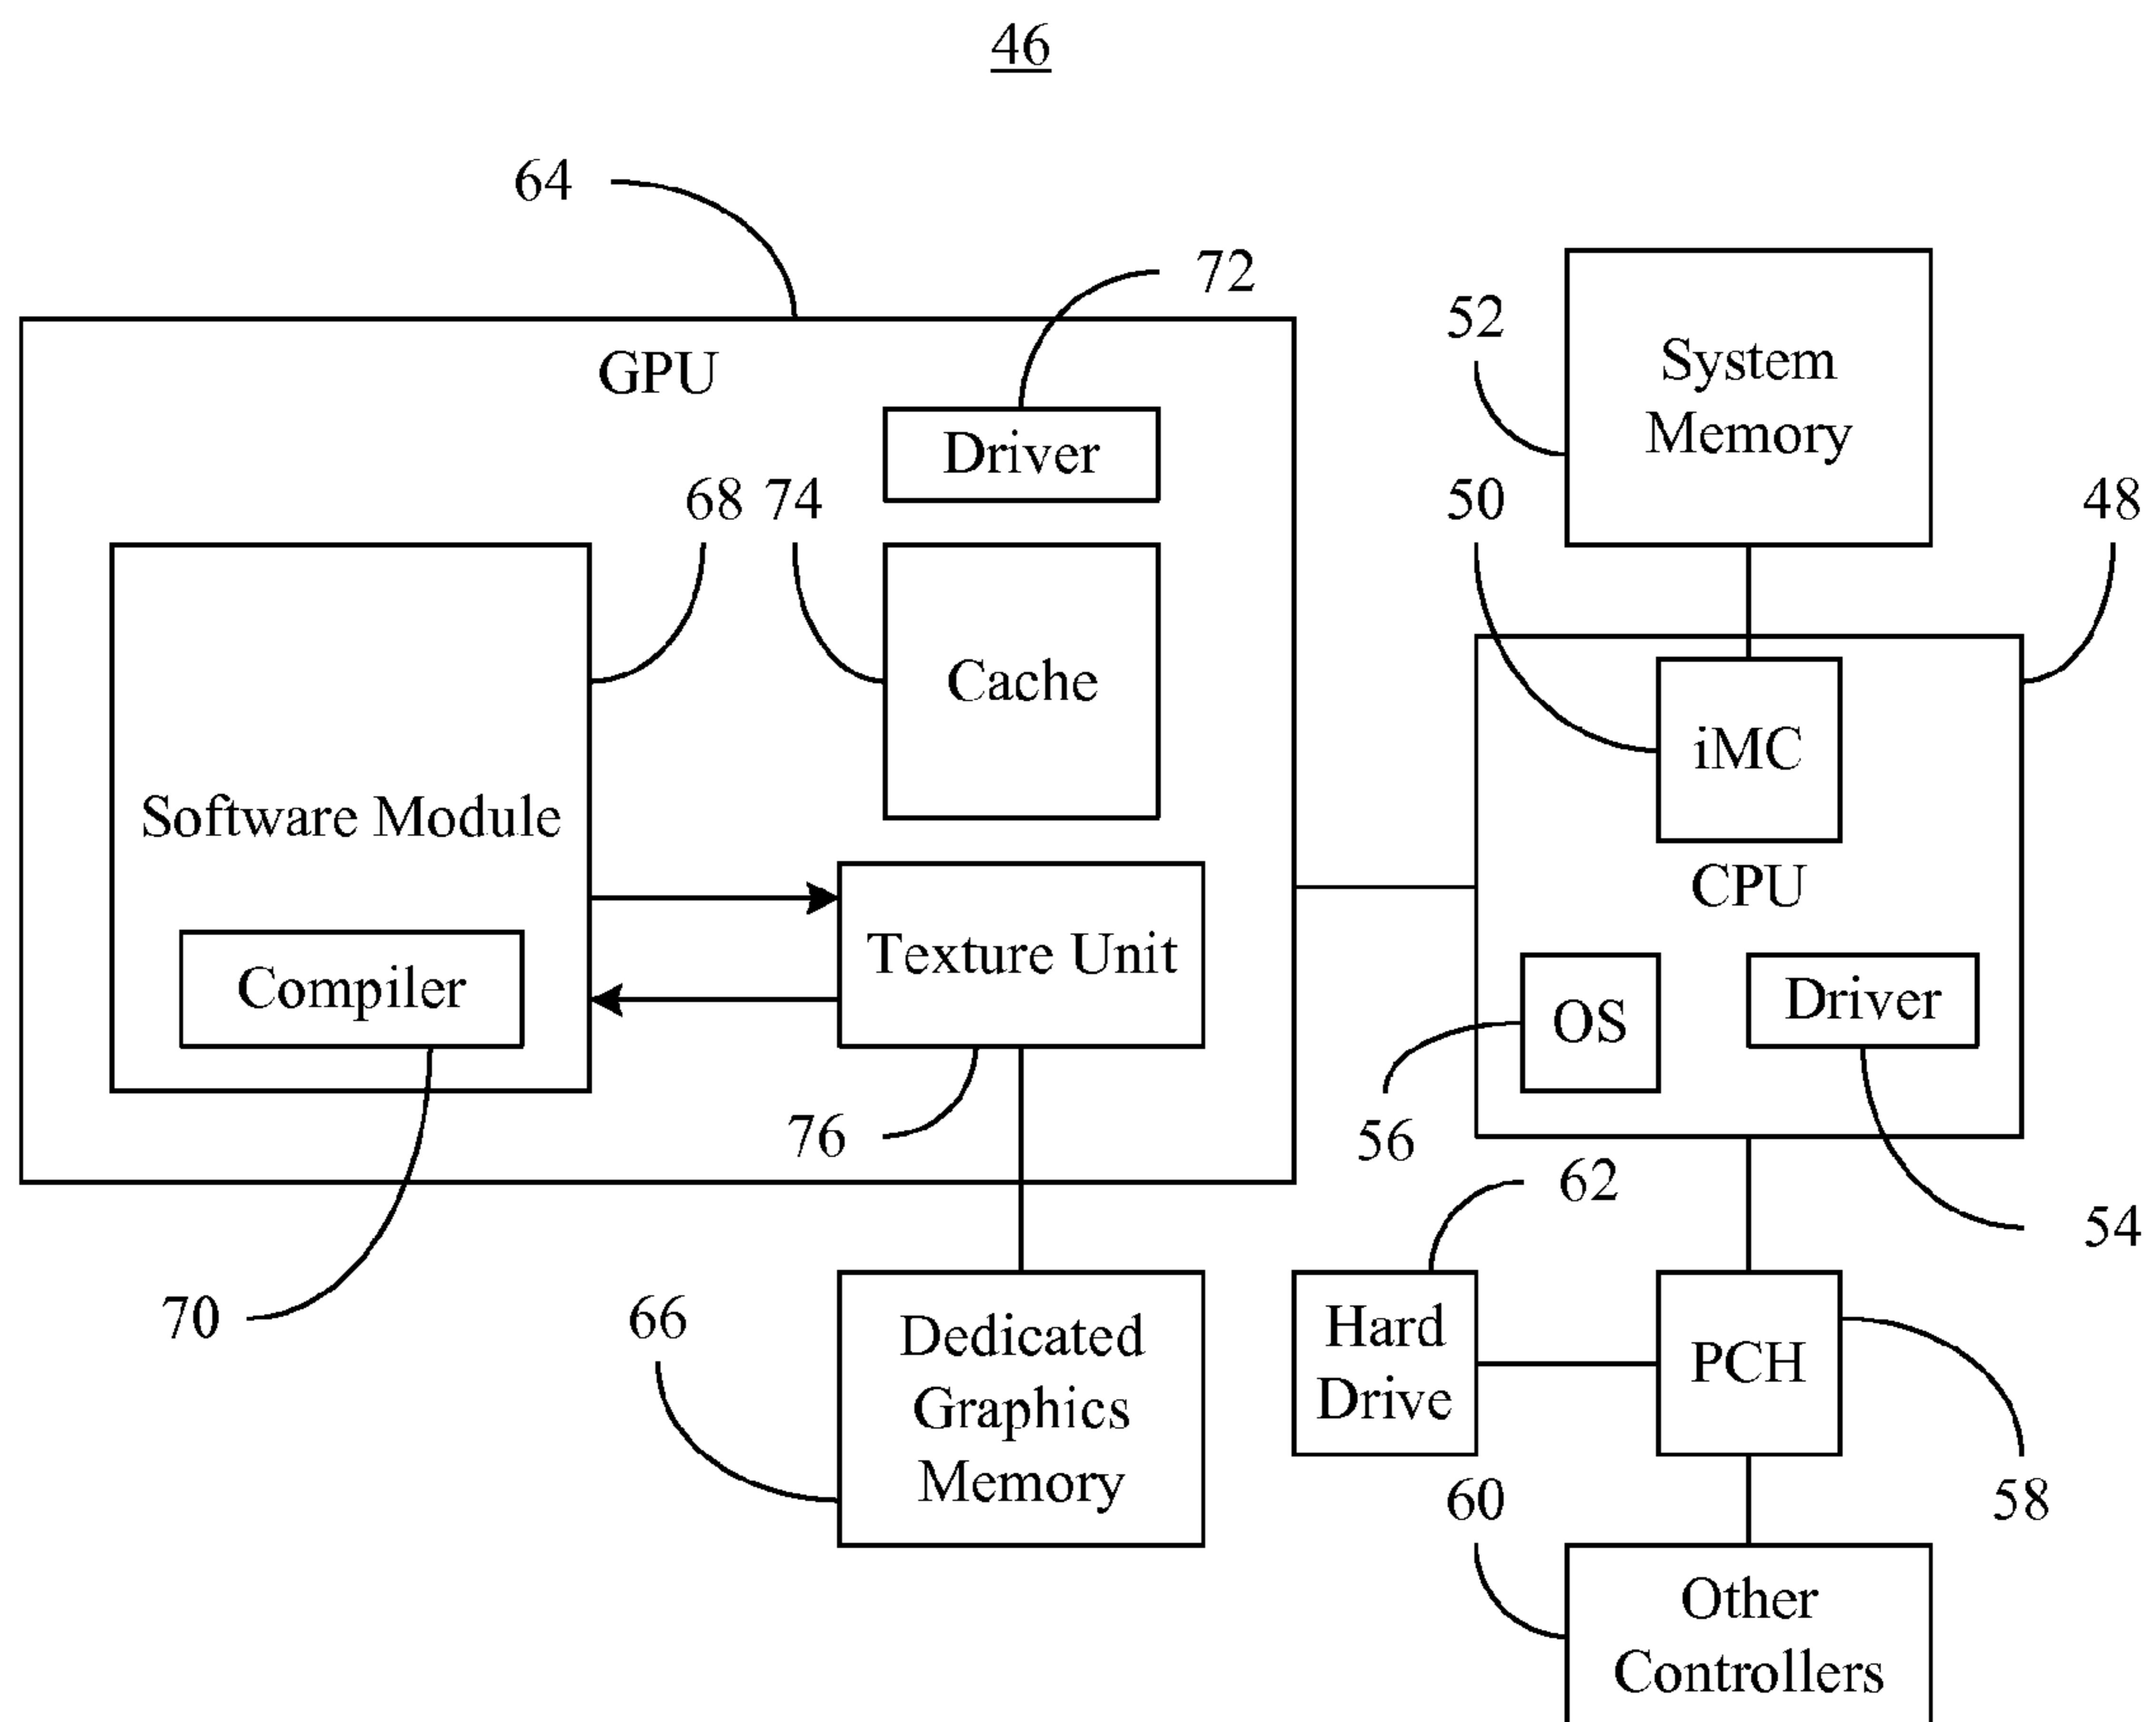 46
64
72
GPU
Driver
52
System
Memory
68
74
50
48
Cache
iMC
Software Module
CPU
Texture Unit
Compiler
OS
Driver
76
56
62
54
70
66
Dedicated
Graphics
Memory
Hard
Drive
PCH
60
58
Other
Controllers